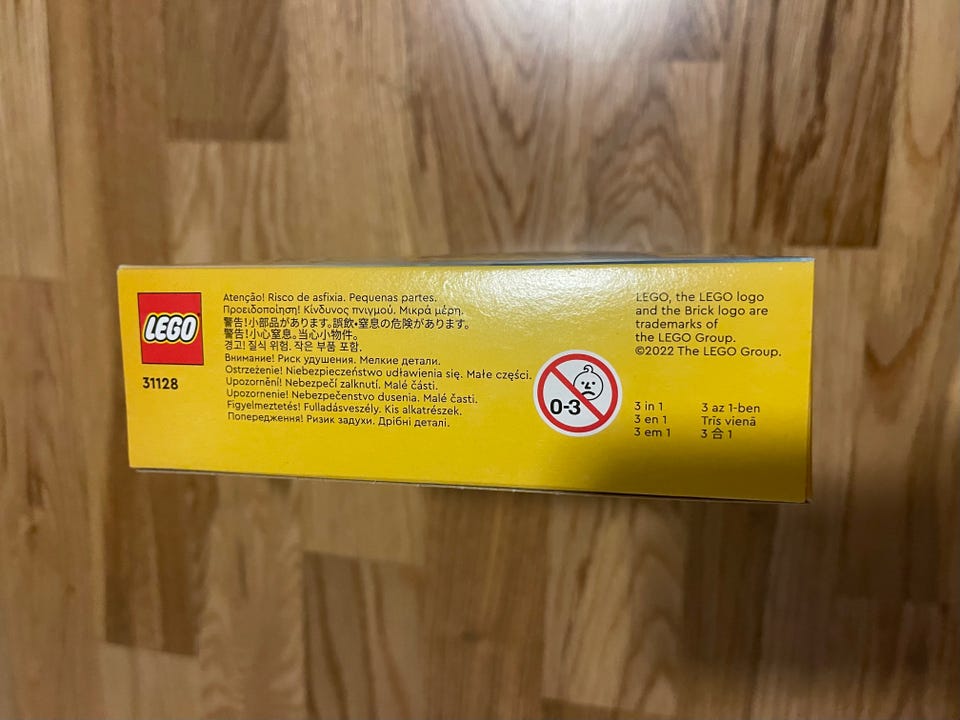 LEGO
31128
Atenção! Risco de asfixia. Pequenas partes.
Προειδοποίηση! Κίνδυνος πνιγμού. Μικρά μέρη.
警告!小部品があります。誤飲・窒息の危険があります。
警告!小心窒息。当心小物件。
경고! 질식 위험. 작은 부품 포함.
Внимание! Риск удушения. Мелкие детали.
Ostrzeżenie! Niebezpieczeństwo udławienia się. Małe części.
Upozornění! Nebezpečí zalknutí. Malé části.
Upozornenie! Nebezpečenstvo dusenia. Malé časti.
Figyelmeztetés! Fulladásveszély. Kis alkatrészek.
Попередження! Ризик задухи. Дрібні деталі.
0-3
LEGO, the LEGO logo
and the Brick logo are
trademarks of
the LEGO Group.
©2022 The LEGO Group.
3 in 1
3 en 1
3 em 1
3 az 1-ben
Trīs vienā
3 合 1